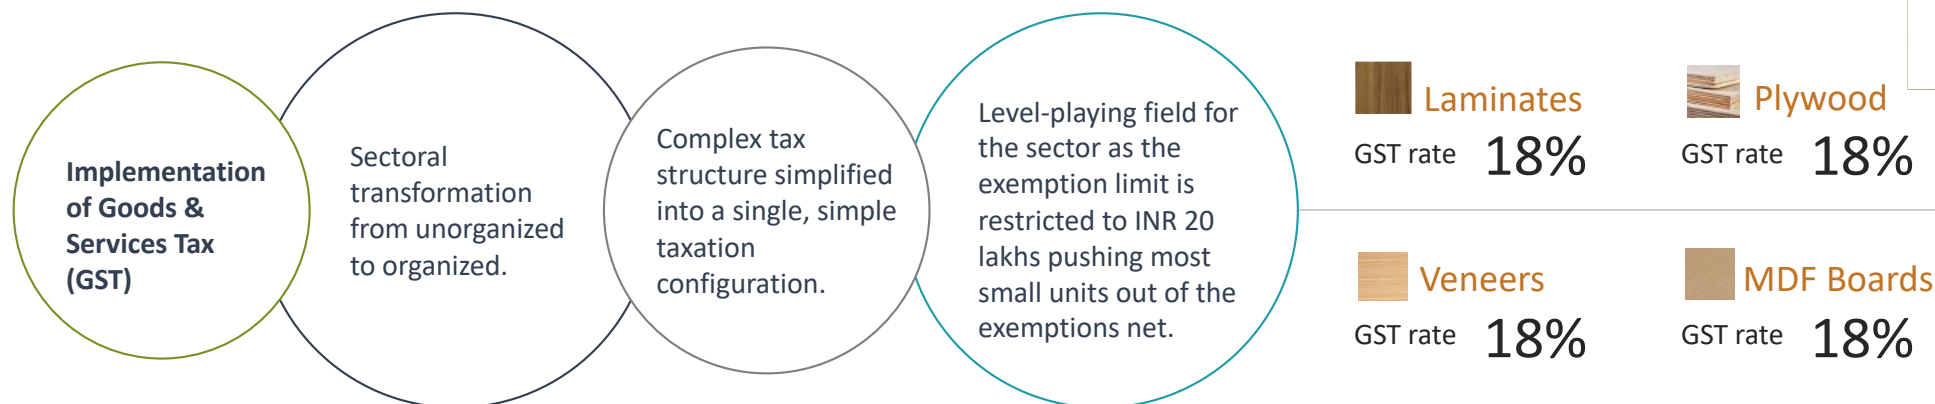 Implementation
of Goods &
Services Tax
(GST)
Sectoral
transformation
from unorganized
to organized.
Complex tax
structure simplified
into a single, simple
taxation
configuration.
Level-playing field for
the sector as the
exemption limit is
restricted to INR 20
lakhs pushing most
small units out of the
exemptions net.
Laminates
GST rate 18%
Plywood
GST rate 18%
Veneers
GST rate 18%
MDF Boards
GST rate 18%